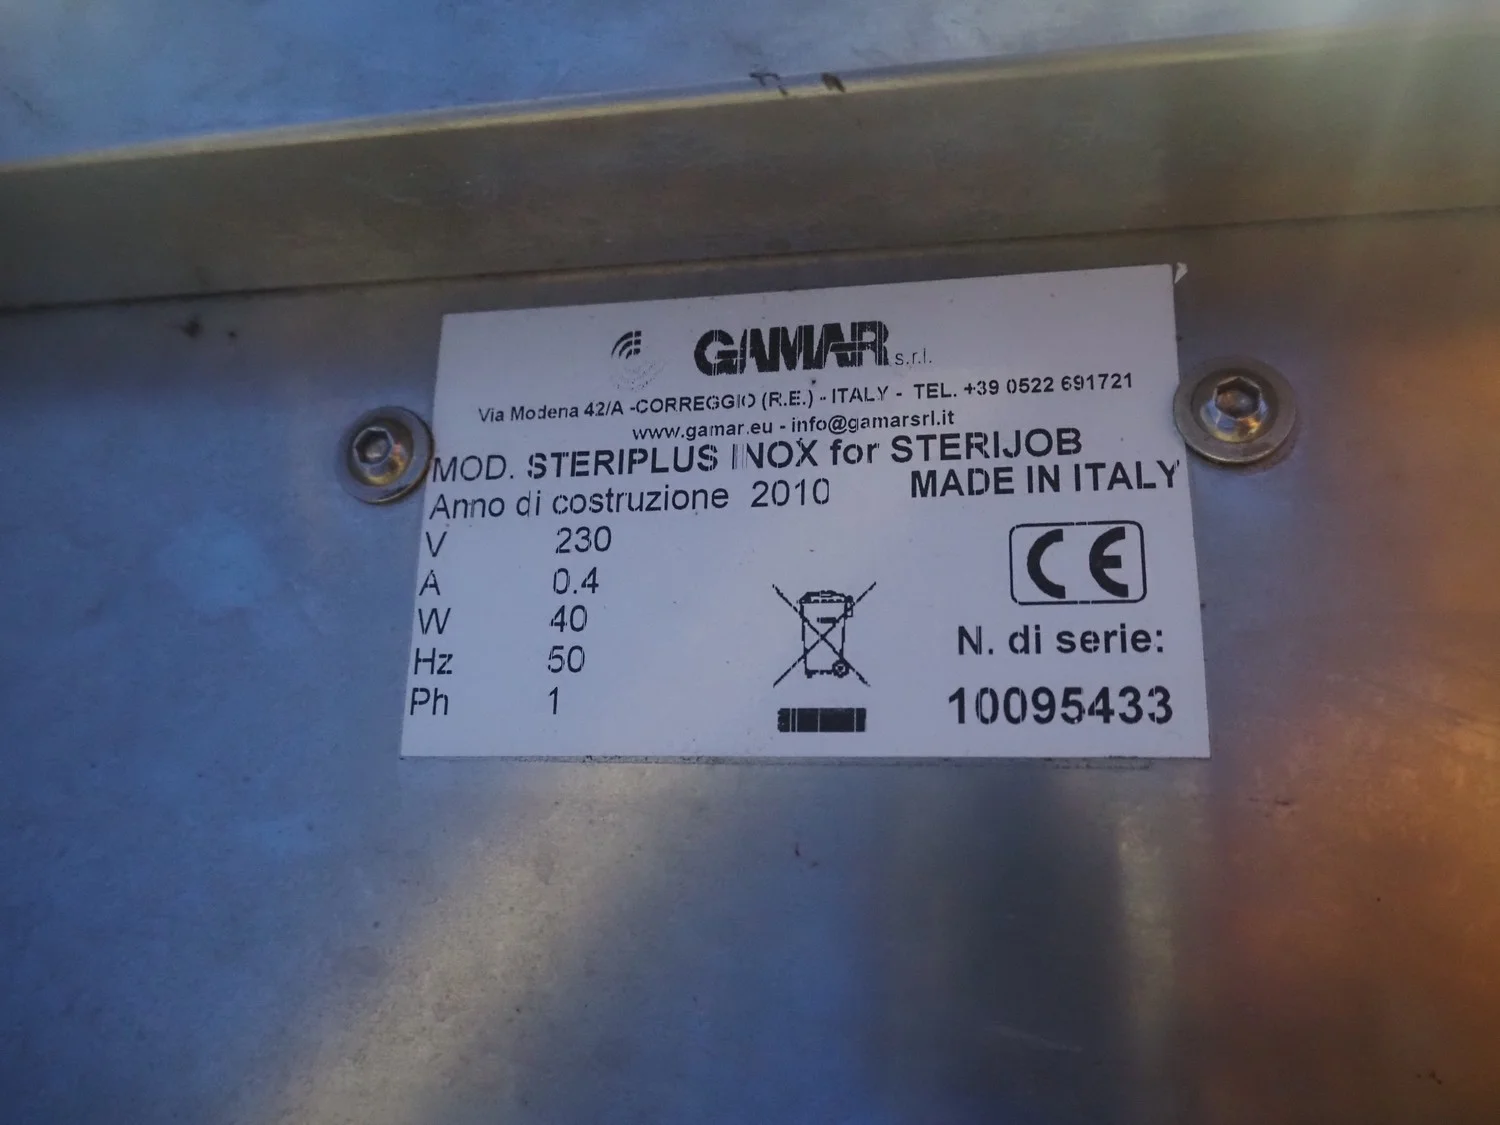 GAMAR s.r.l.
Via Modena 42/A -CORREGGIO (R.E.) - ITALY - TEL. +39 0522 691721
www.gamar.eu - info@gamarsrl.it
MOD. STERIPLUS INOX for STERIJOB
Anno di costruzione 2010 MADE IN ITALY
V 230
A 0.4
W 40
Hz 50
Ph 1
CE
N. di serie:
10095433